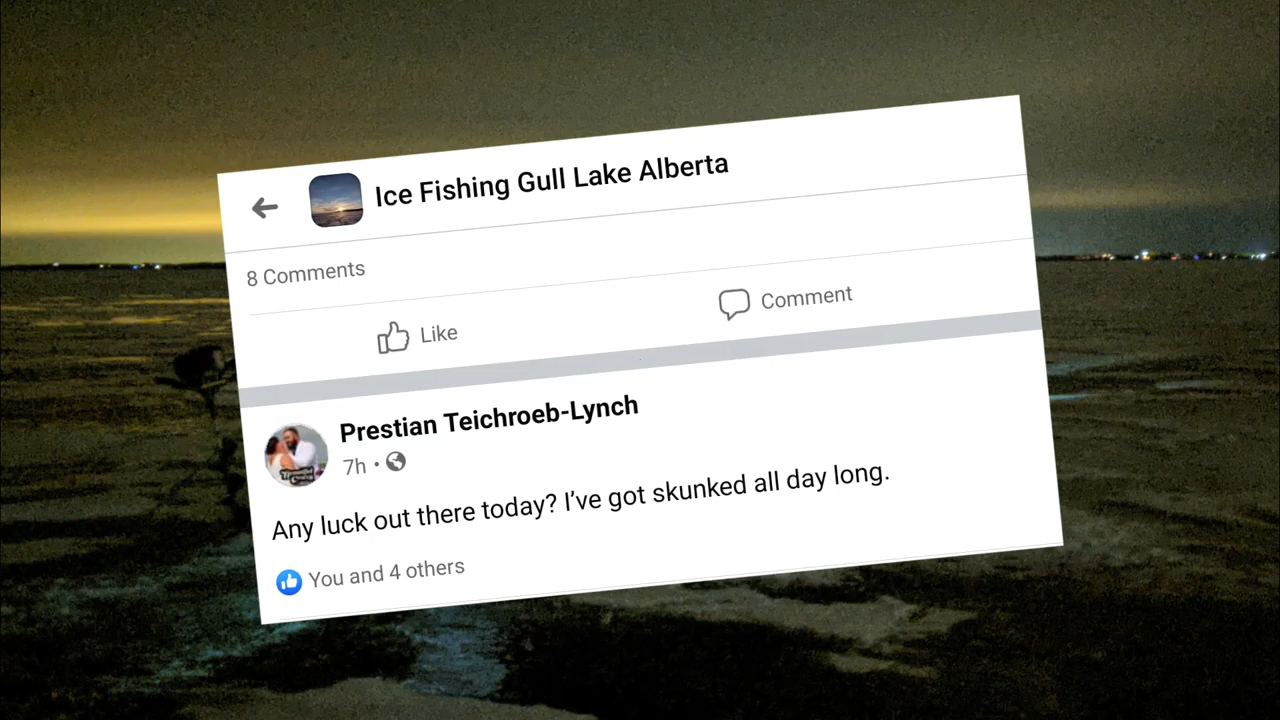 Ice Fishing Gull Lake Alberta
8 Comments
Like
Comment
Prestian Teichroeb-Lynch
7h •
Any luck out there today? I’ve got skunked all day long.
You and 4 others